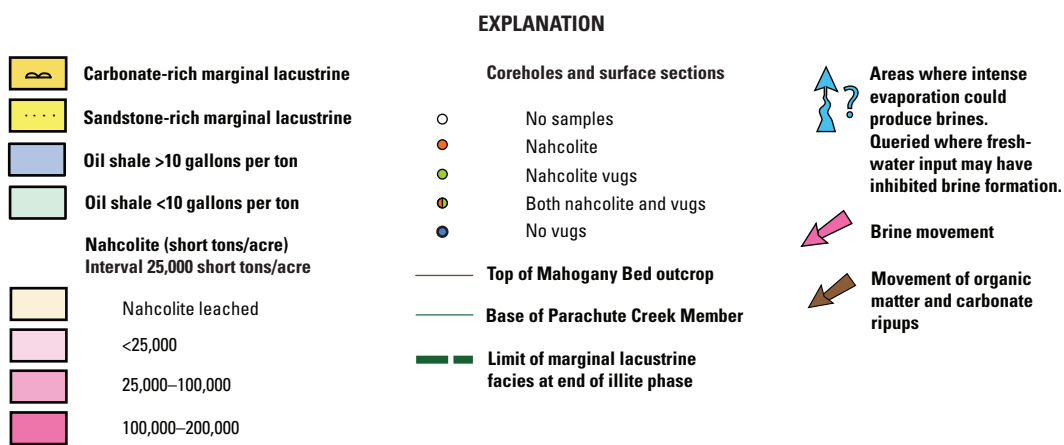 EXPLANATION
Carbonate-rich marginal lacustrine
Sandstone-rich marginal lacustrine
Oil shale >10 gallons per ton
Oil shale <10 gallons per ton
Nahcolite (short tons/acre)
Interval 25,000 short tons/acre
Nahcolite leached
<25,000
25,000–100,000
100,000–200,000
Coreholes and surface sections
No samples
Nahcolite
Nahcolite vugs
Both nahcolite and vugs
No vugs
Top of Mahogany Bed outcrop
Base of Parachute Creek Member
Limit of marginal lacustrine
facies at end of illite phase
?
Areas where intense
evaporation could
produce brines.
Queried where fresh-
water input may have
inhibited brine formation.
Brine movement
Movement of organic
matter and carbonate
ripups